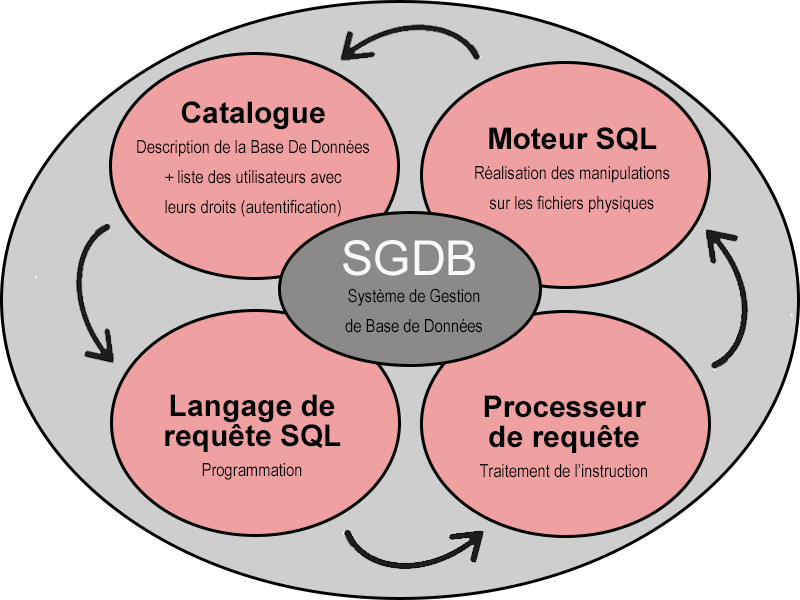 Catalogue
Description de la Base De Données
+ liste des utilisateurs avec
leurs droits (autentification)
Moteur SQL
Réalisation des manipulations
sur les fichiers physiques
SGDB
Système de Gestion
de Base de Données
Langage de
requête SQL
Programmation
Processeur
de requête
Traitement de l'instruction